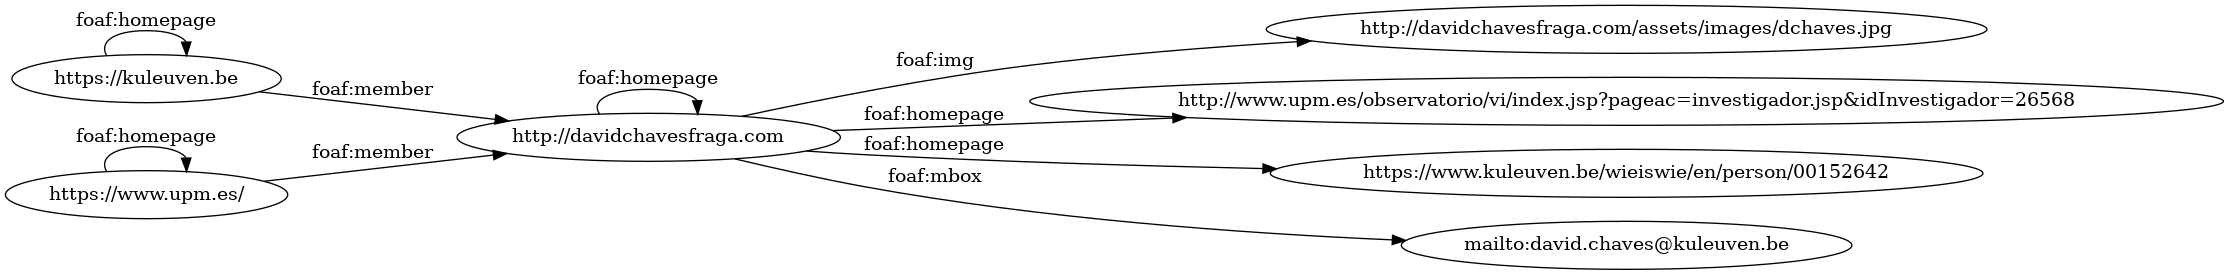 foaf:homepage
https://kuleuven.be
foaf:member
foaf:homepage
https://www.upm.es/
foaf:member
foaf:homepage
http://davidchavesfraga.com
foaf:img
http://davidchavesfraga.com/assets/images/dchaves.jpg
foaf:homepage
http://www.upm.es/observatorio/vi/index.jsp?pageac=investigador.jsp&idInvestigador=26568
foaf:homepage
https://www.kuleuven.be/wieiswie/en/person/00152642
foaf:mbox
mailto:david.chaves@kuleuven.be